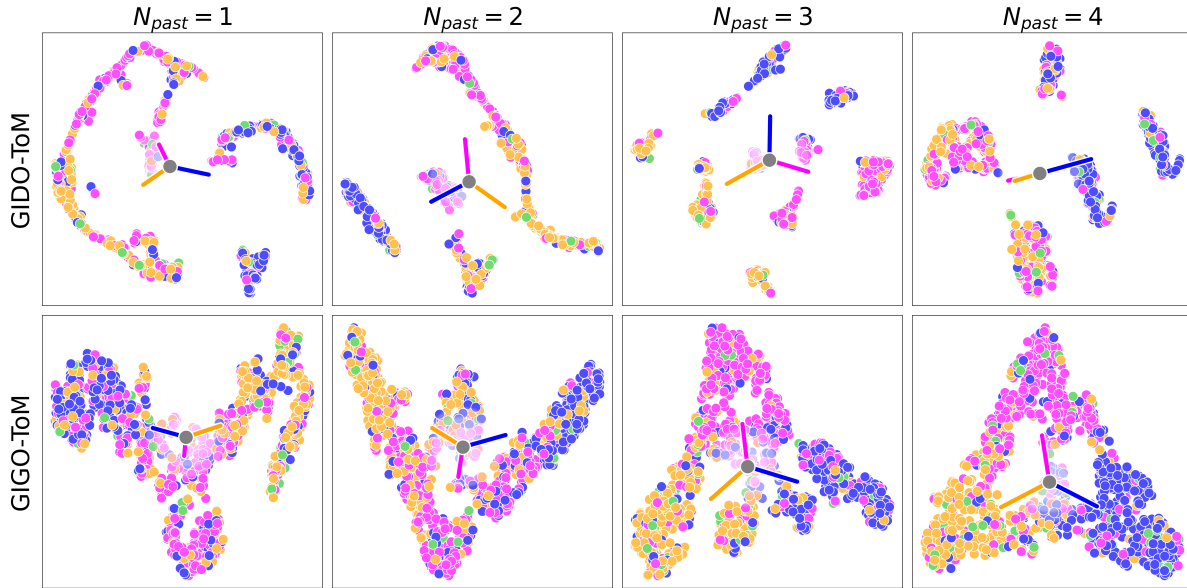 N_past = 1
N_past = 2
N_past = 3
N_past = 4
GIDO-ToM
GIGO-ToM